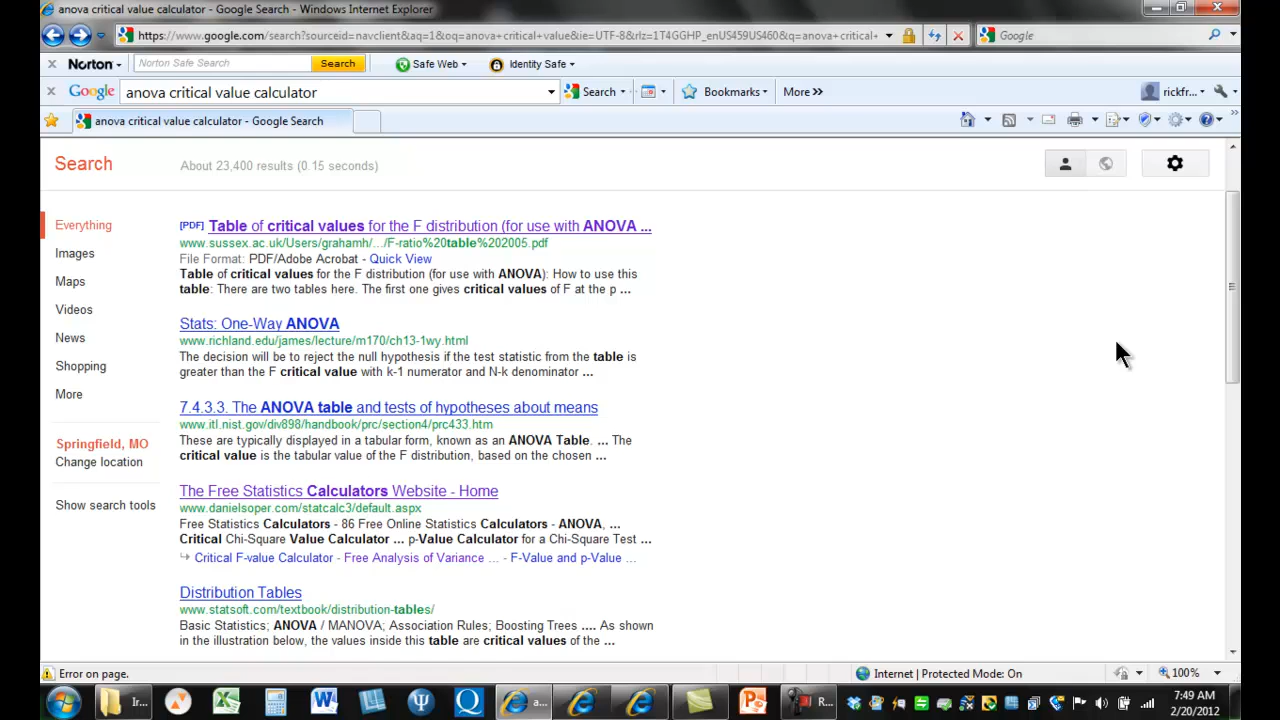 anova critical value calculator - Google Search - Windows Internet Explorer
https://www.google.com/search?sourceid=navclient&aq=1&oq=anova+critical+value&ie=UTF-8&rlz=1T4GGHP_enUS459US460&q=anova+critical+
Google
Norton
Norton Safe Search
Search
Safe Web
Identity Safe
Google
anova critical value calculator
Search
Bookmarks
More >>
rickfr...
anova critical value calculator - Google Search
Search
About 23,400 results (0.15 seconds)
Everything
Images
Maps
Videos
News
Shopping
More
Springfield, MO
Change location
Show search tools
[PDF] Table of critical values for the F distribution (for use with ANOVA ...
www.sussex.ac.uk/Users/grahamh/.../F-ratio%20table%202005.pdf
File Format: PDF/Adobe Acrobat - Quick View
Table of critical values for the F distribution (for use with ANOVA): How to use this
table: There are two tables here. The first one gives critical values of F at the p ...
Stats: One-Way ANOVA
www.richland.edu/james/lecture/m170/ch13-1wy.html
The decision will be to reject the null hypothesis if the test statistic from the table is
greater than the F critical value with k-1 numerator and N-k denominator ...
7.4.3.3. The ANOVA table and tests of hypotheses about means
www.itl.nist.gov/div898/handbook/prc/section4/prc433.htm
These are typically displayed in a tabular form, known as an ANOVA Table. ... The
critical value is the tabular value of the F distribution, based on the chosen ...
The Free Statistics Calculators Website - Home
www.danielsoper.com/statcalc3/default.aspx
Free Statistics Calculators - 86 Free Online Statistics Calculators - ANOVA, ...
Critical Chi-Square Value Calculator ... p-Value Calculator for a Chi-Square Test ...
Critical F-value Calculator - Free Analysis of Variance ... - F-Value and p-Value ...
Distribution Tables
www.statsoft.com/textbook/distribution-tables/
Basic Statistics; ANOVA / MANOVA; Association Rules; Boosting Trees .... As shown
in the illustration below, the values inside this table are critical values of the ...
Error on page.
Internet | Protected Mode: On
100%
Ir...
a...
R...
7:49 AM
2/20/2012